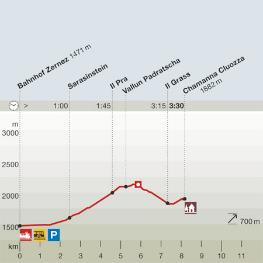 Bahnhof Zernez 1471 m
Sarasinstein
Il Pra
Vallun Padratscha
Il Grass
Chamanna Cluozza
1882 m
> 1:00 1:45 3:15 3:30
m
3000
2500
2000
1500
700 m
P
km
0 1 2 3 4 5 6 7 8 9 10 11